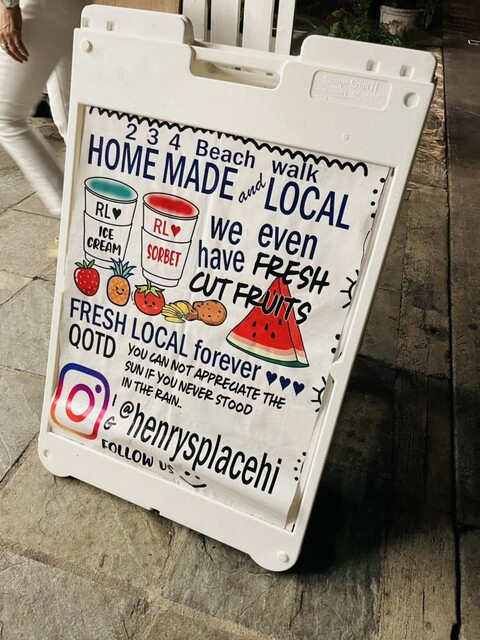 2 3 4 Beach walk
HOME MADE and LOCAL
RL♥
ICE
CREAM
RL♥
SORBET
we even
have FRESH
CUT FRUITS
FRESH LOCAL forever ♥♥♥
QOTD
YOU CAN NOT APPRECIATE THE
SUN IF YOU NEVER STOOD
IN THE RAIN..
IG @henrysplacehi
FOLLOW US